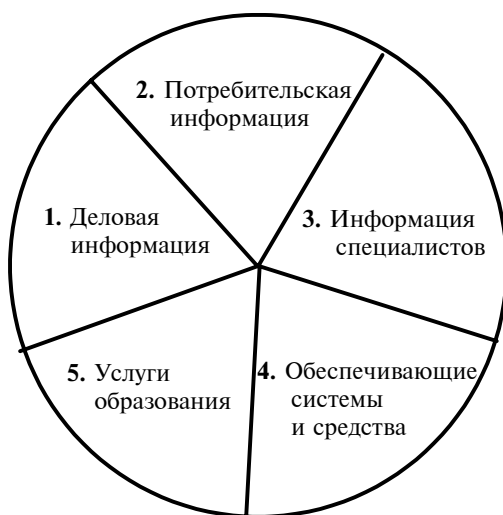 2. Потребительская
информация
1. Деловая
информация
3. Информация
специалистов
5. Услуги
образования
4. Обеспечивающие
системы
и средства